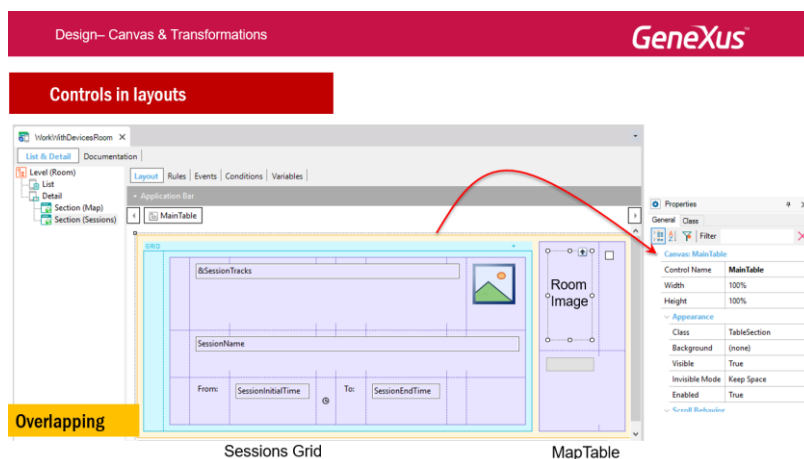 Design– Canvas & Transformations
GeneXus™
Controls in layouts
WorkWithDevicesRoom
List & Detail Documentation
Level (Room)
List
Detail
Section (Map)
Section (Sessions)
Layout Rules Events Conditions Variables
Application Bar
MainTable
GRID
&SessionTracks
SessionName
From: SessionInitialTime To: SessionEndTime
Room
Image
Properties
General Class
Filter
Canvas: MainTable
Control Name MainTable
Width 100%
Height 100%
Appearance
Class TableSection
Background (none)
Visible True
Invisible Mode Keep Space
Enabled True
Scroll Behavior
Overlapping
Sessions Grid
MapTable